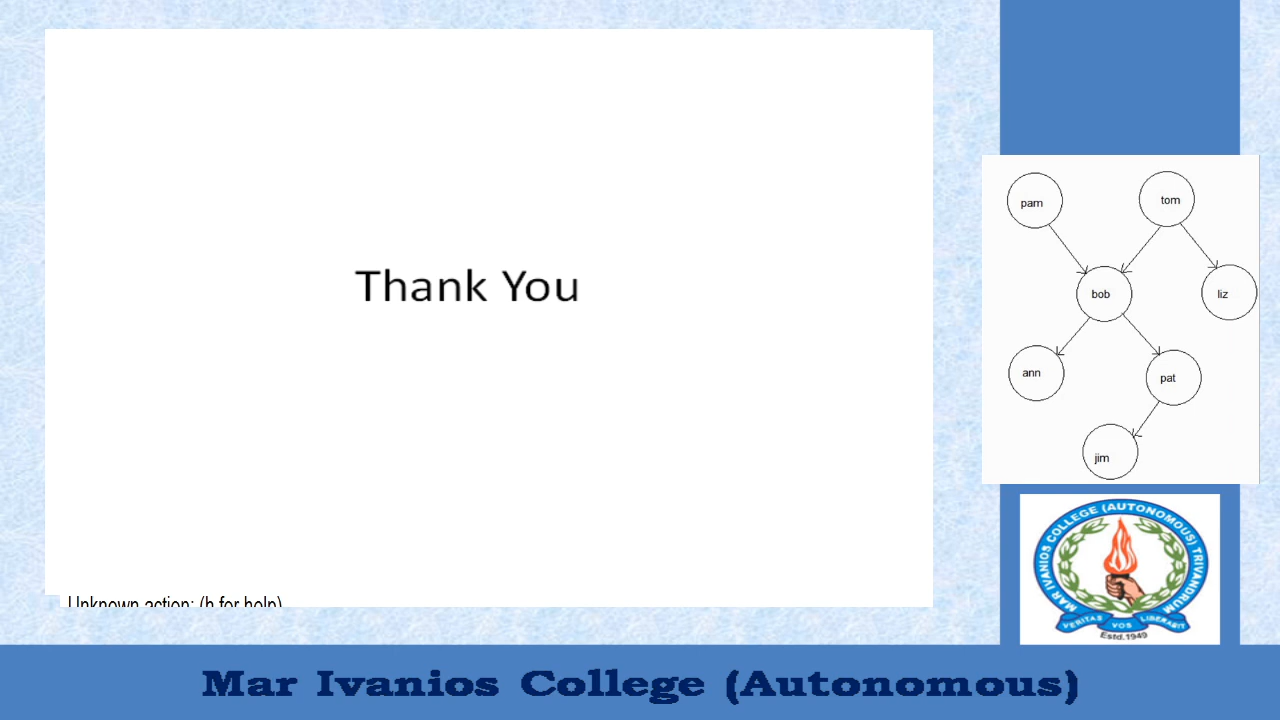 Thank You
Unknown action: (h for help)
pam
tom
bob
liz
ann
pat
jim
MAR IVANIOS COLLEGE (AUTONOMOUS) TRIVANDRUM
VERITAS VOS LIBERABIT
Estd.1949
Mar Ivanios College (Autonomous)